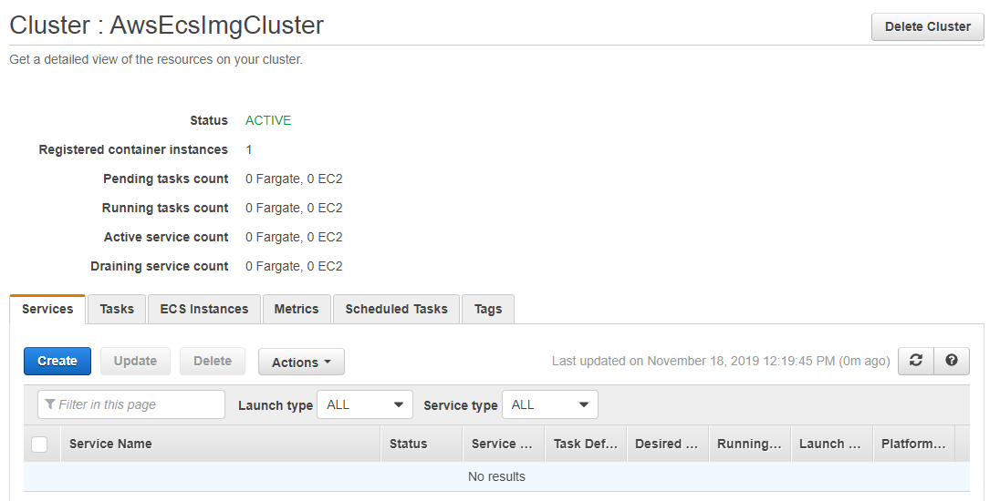 Cluster : AwsEcsImgCluster
Delete Cluster
Get a detailed view of the resources on your cluster.
Status ACTIVE
Registered container instances 1
Pending tasks count 0 Fargate, 0 EC2
Running tasks count 0 Fargate, 0 EC2
Active service count 0 Fargate, 0 EC2
Draining service count 0 Fargate, 0 EC2
Services Tasks ECS Instances Metrics Scheduled Tasks Tags
Create Update Delete Actions Last updated on November 18, 2019 12:19:45 PM (0m ago)
Filter in this page Launch type ALL Service type ALL
Service Name Status Service ... Task Def... Desired ... Running... Launch ... Platform...
No results